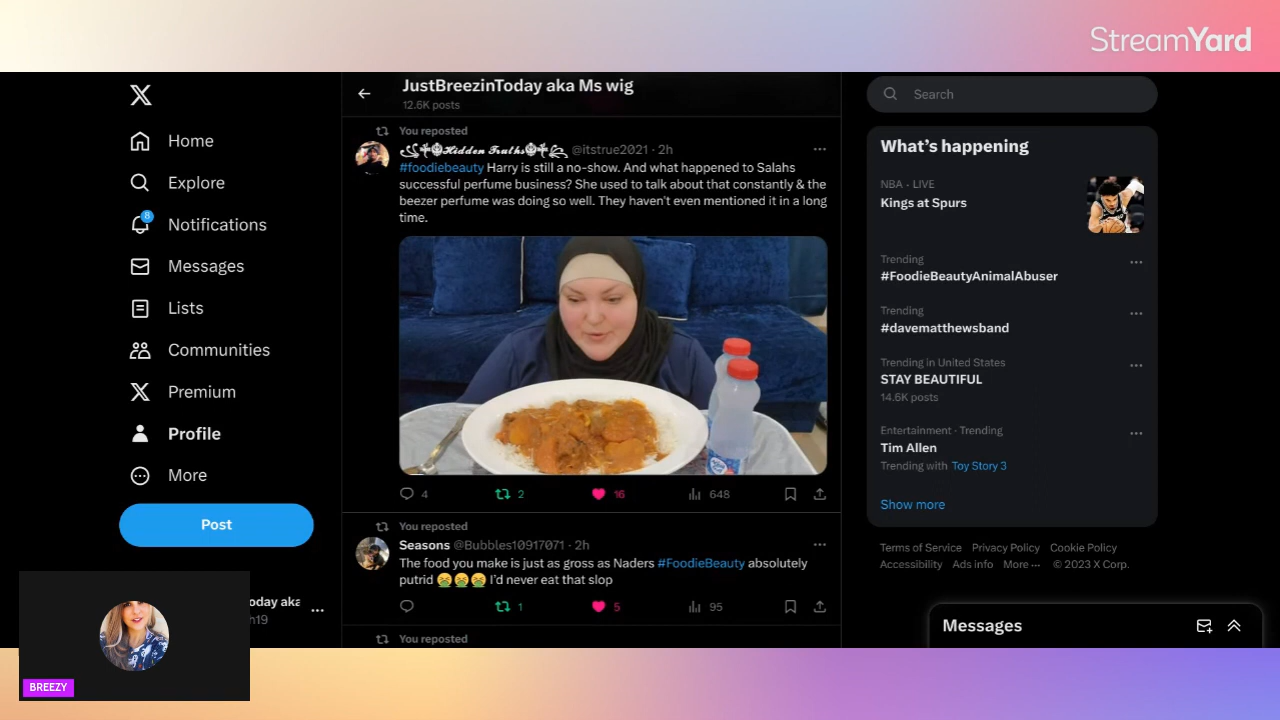 StreamYard
JustBreezinToday aka Ms wig
12.6K posts
Home
Explore
8
Notifications
Messages
Lists
Communities
Premium
Profile
More
Post
oday aka
h19
BREEZY
You reposted
𝓗𝓲𝓭𝓭𝓮𝓷 𝓣𝓻𝓾𝓽𝓱𝓼 @itstrue2021 · 2h
#foodiebeauty Harry is still a no-show. And what happened to Salahs
successful perfume business? She used to talk about that constantly & the
beezer perfume was doing so well. They haven't even mentioned it in a long
time.
4 2 16 648
You reposted
Seasons @Bubbles10917071 · 2h
The food you make is just as gross as Naders #FoodieBeauty absolutely
putrid 🤮🤮🤮 I'd never eat that slop
1 5 95
You reposted
Search
What's happening
NBA · LIVE
Kings at Spurs
Trending
#FoodieBeautyAnimalAbuser
Trending
#davematthewsband
Trending in United States
STAY BEAUTIFUL
14.6K posts
Entertainment · Trending
Tim Allen
Trending with Toy Story 3
Show more
Terms of Service Privacy Policy Cookie Policy
Accessibility Ads info More ··· © 2023 X Corp.
Messages